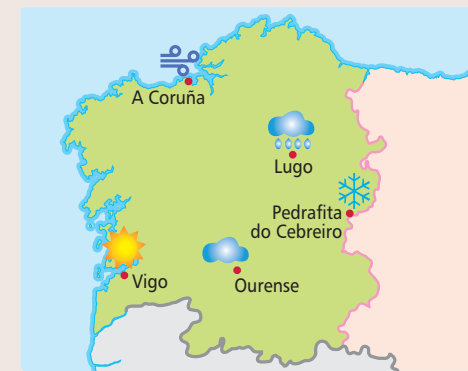 A Coruña
Lugo
Pedrafita
do Cebreiro
Vigo
Ourense